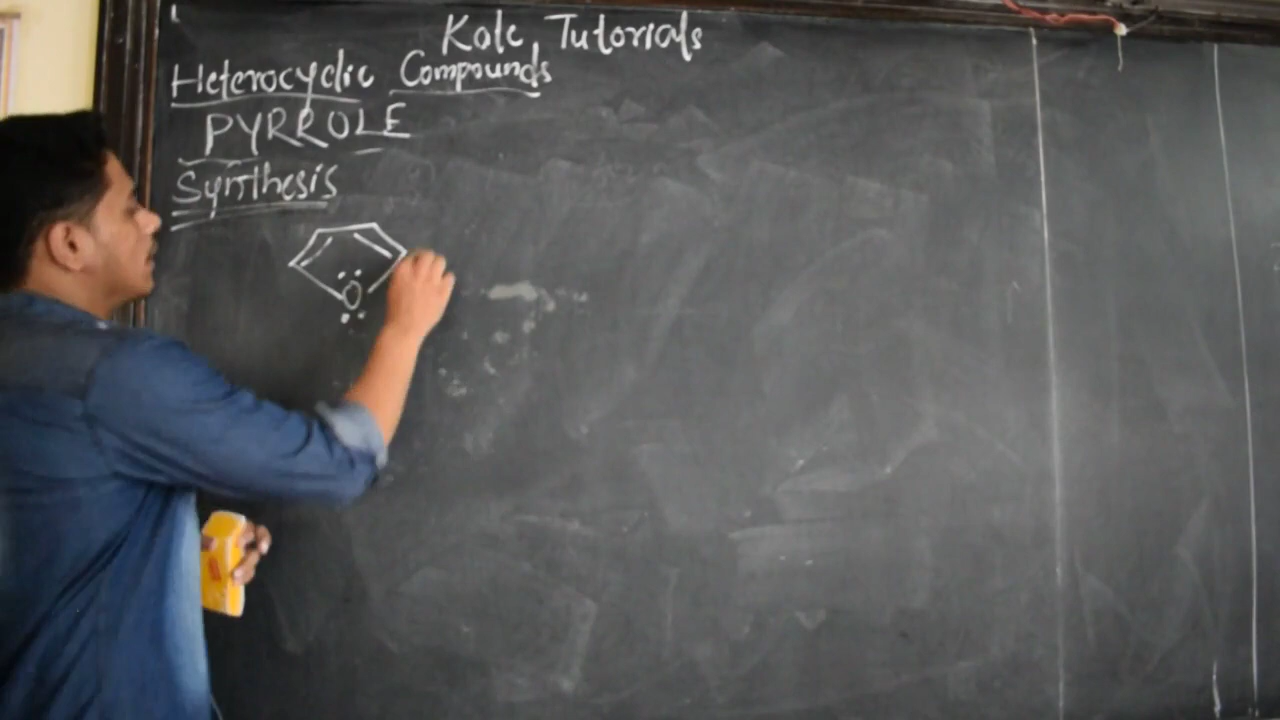 Kole Tutorials
Heterocyclic Compounds
PYRROLE
Synthesis
O